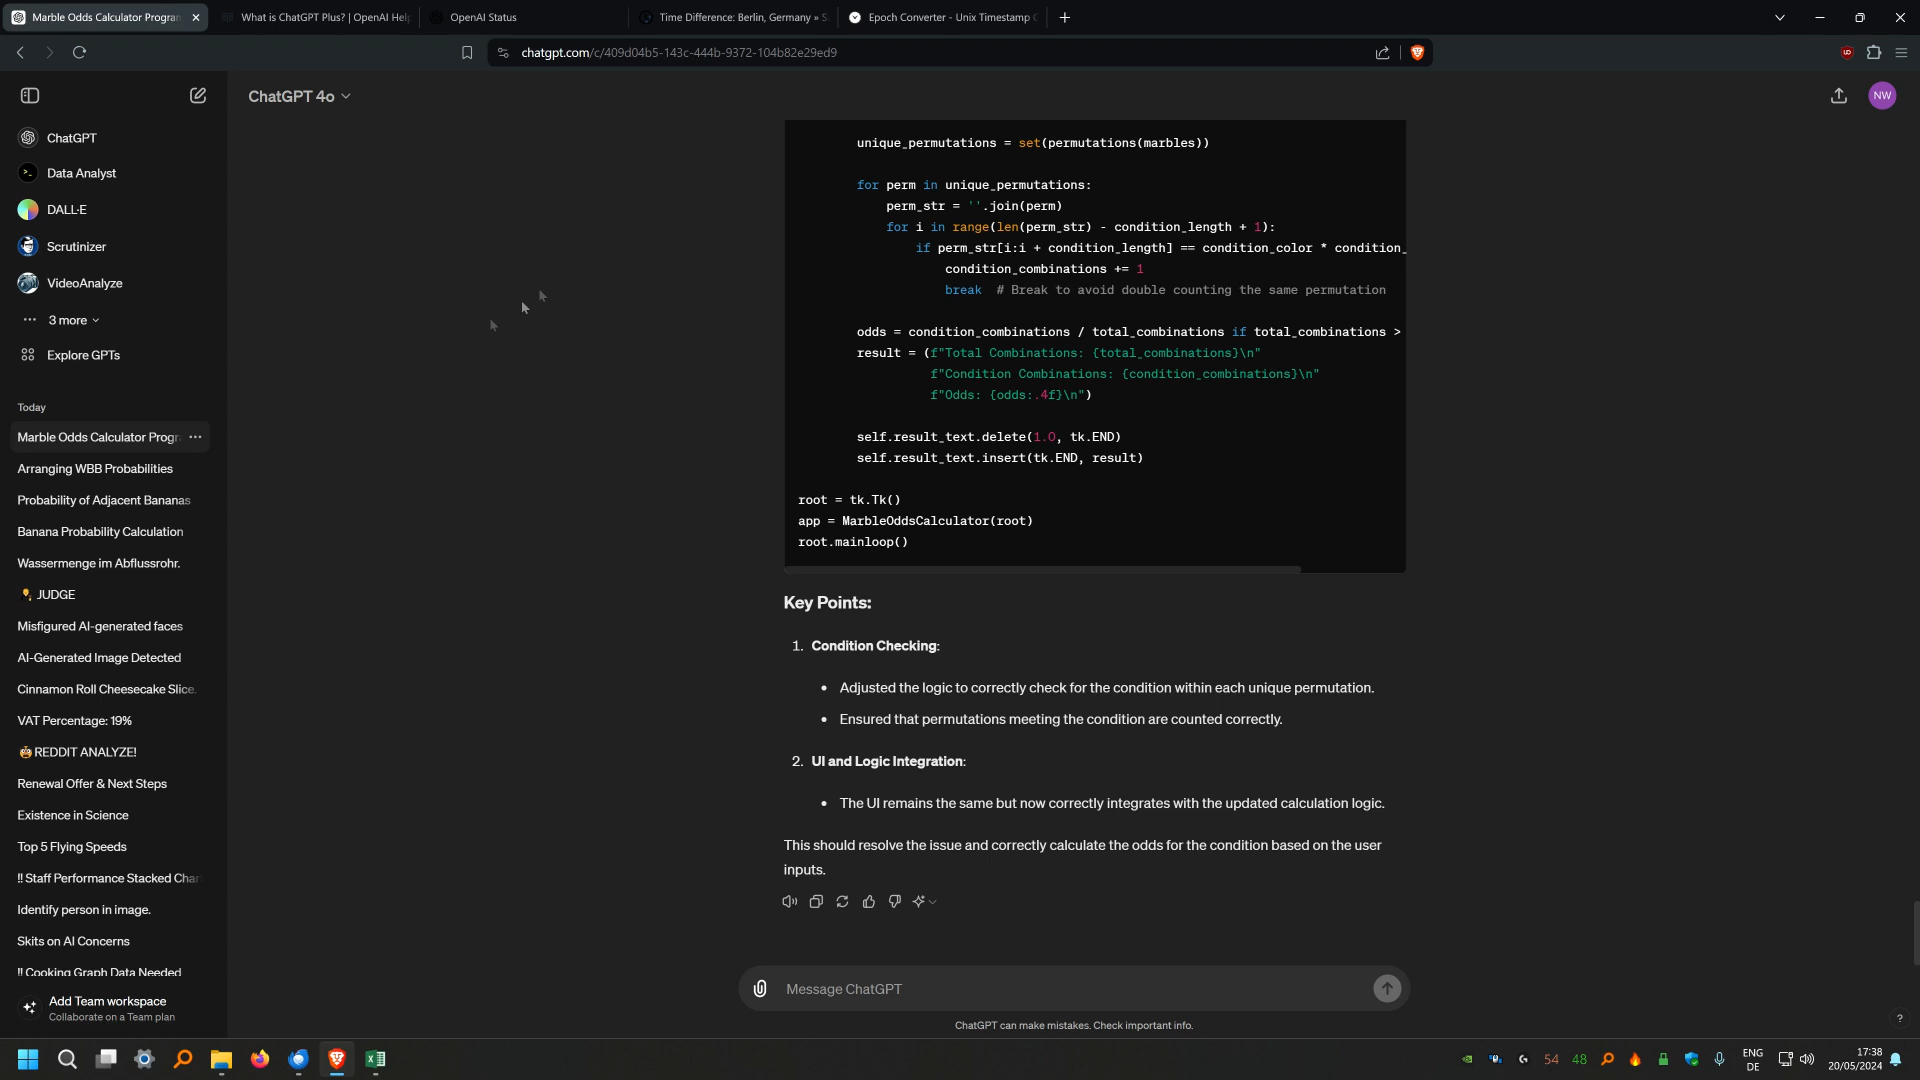 Marble Odds Calculator Program
What is ChatGPT Plus? | OpenAI Help
OpenAI Status
Time Difference: Berlin, Germany » S
Epoch Converter - Unix Timestamp C
chatgpt.com/c/409d04b5-143c-444b-9372-104b82e29ed9
ChatGPT 4o
NW
ChatGPT
Data Analyst
DALL·E
Scrutinizer
VideoAnalyze
3 more
Explore GPTs
Today
Marble Odds Calculator Progra
Arranging WBB Probabilities
Probability of Adjacent Bananas
Banana Probability Calculation
Wassermenge im Abflussrohr.
JUDGE
Misfigured AI-generated faces
AI-Generated Image Detected
Cinnamon Roll Cheesecake Slice.
VAT Percentage: 19%
REDDIT ANALYZE!
Renewal Offer & Next Steps
Existence in Science
Top 5 Flying Speeds
!! Staff Performance Stacked Char
Identify person in image.
Skits on AI Concerns
!! Cooking Graph Data Needed
Add Team workspace
Collaborate on a Team plan
unique_permutations = set(permutations(marbles))
for perm in unique_permutations:
perm_str = ''.join(perm)
for i in range(len(perm_str) - condition_length + 1):
if perm_str[i:i + condition_length] == condition_color * condition_
condition_combinations += 1
break  # Break to avoid double counting the same permutation
odds = condition_combinations / total_combinations if total_combinations >
result = (f"Total Combinations: {total_combinations}\n"
f"Condition Combinations: {condition_combinations}\n"
f"Odds: {odds:.4f}\n")
self.result_text.delete(1.0, tk.END)
self.result_text.insert(tk.END, result)
root = tk.Tk()
app = MarbleOddsCalculator(root)
root.mainloop()
Key Points:
1. Condition Checking:
• Adjusted the logic to correctly check for the condition within each unique permutation.
• Ensured that permutations meeting the condition are counted correctly.
2. UI and Logic Integration:
• The UI remains the same but now correctly integrates with the updated calculation logic.
This should resolve the issue and correctly calculate the odds for the condition based on the user
inputs.
Message ChatGPT
ChatGPT can make mistakes. Check important info.
?
54
48
ENG
DE
17:38
20/05/2024